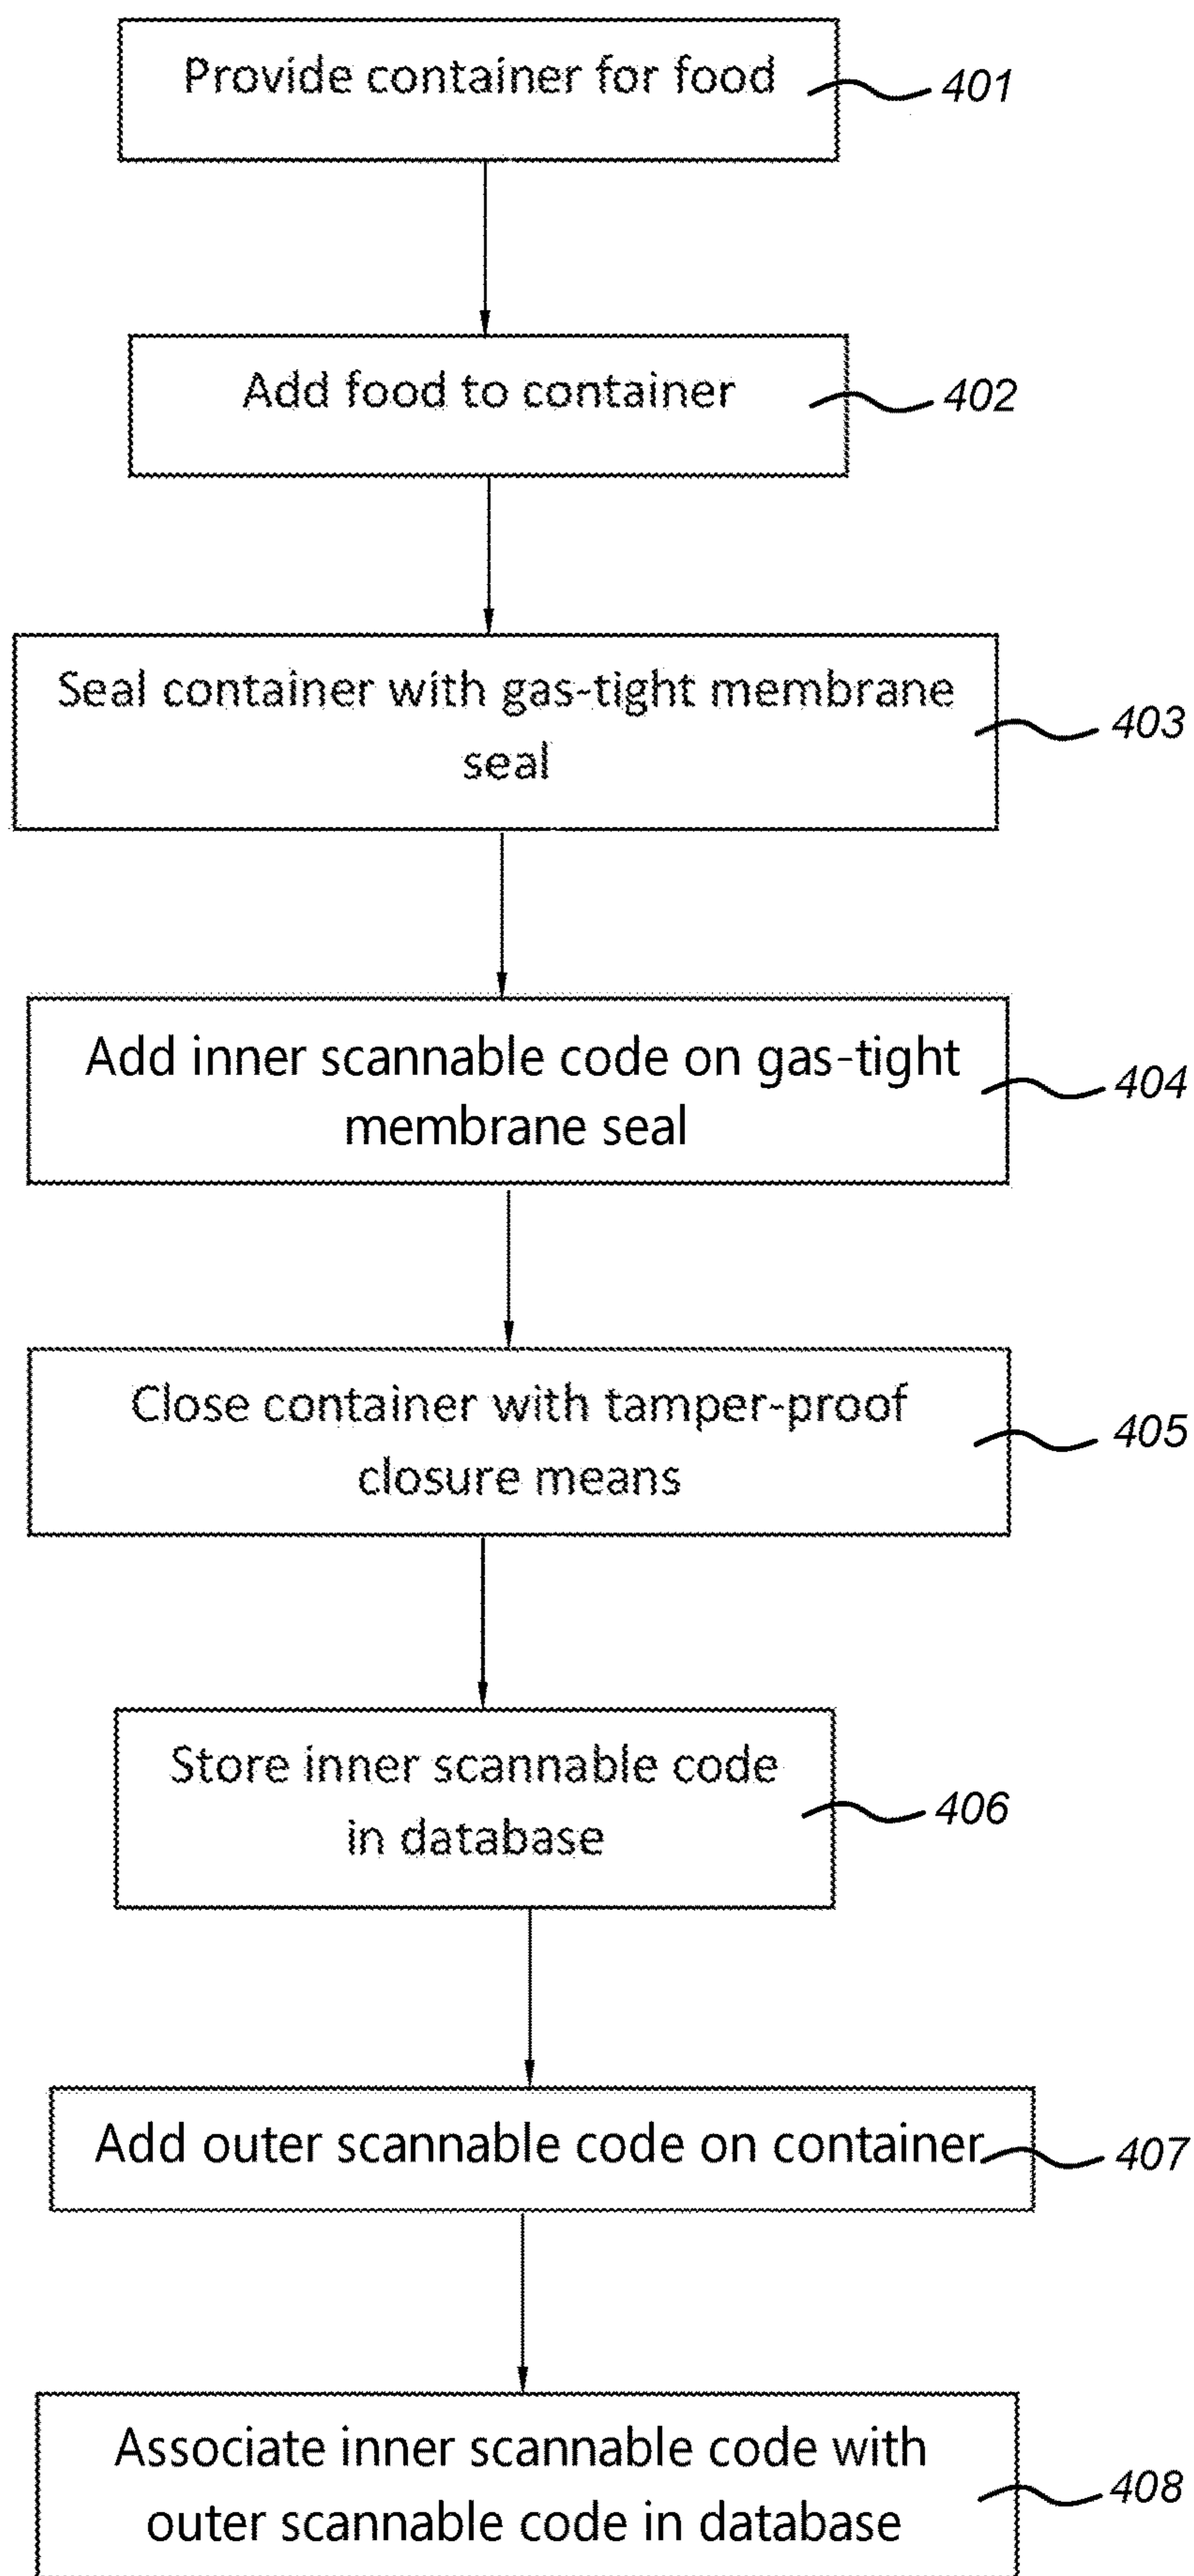 Provide container for food
401
Add food to container
402
Seal container with gas-tight membrane
seal
403
Add inner scannable code on gas-tight
membrane seal
404
Close container with tamper-proof
closure means
405
Store inner scannable code
in database
406
Add outer scannable code on container
407
Associate inner scannable code with
outer scannable code in database
408